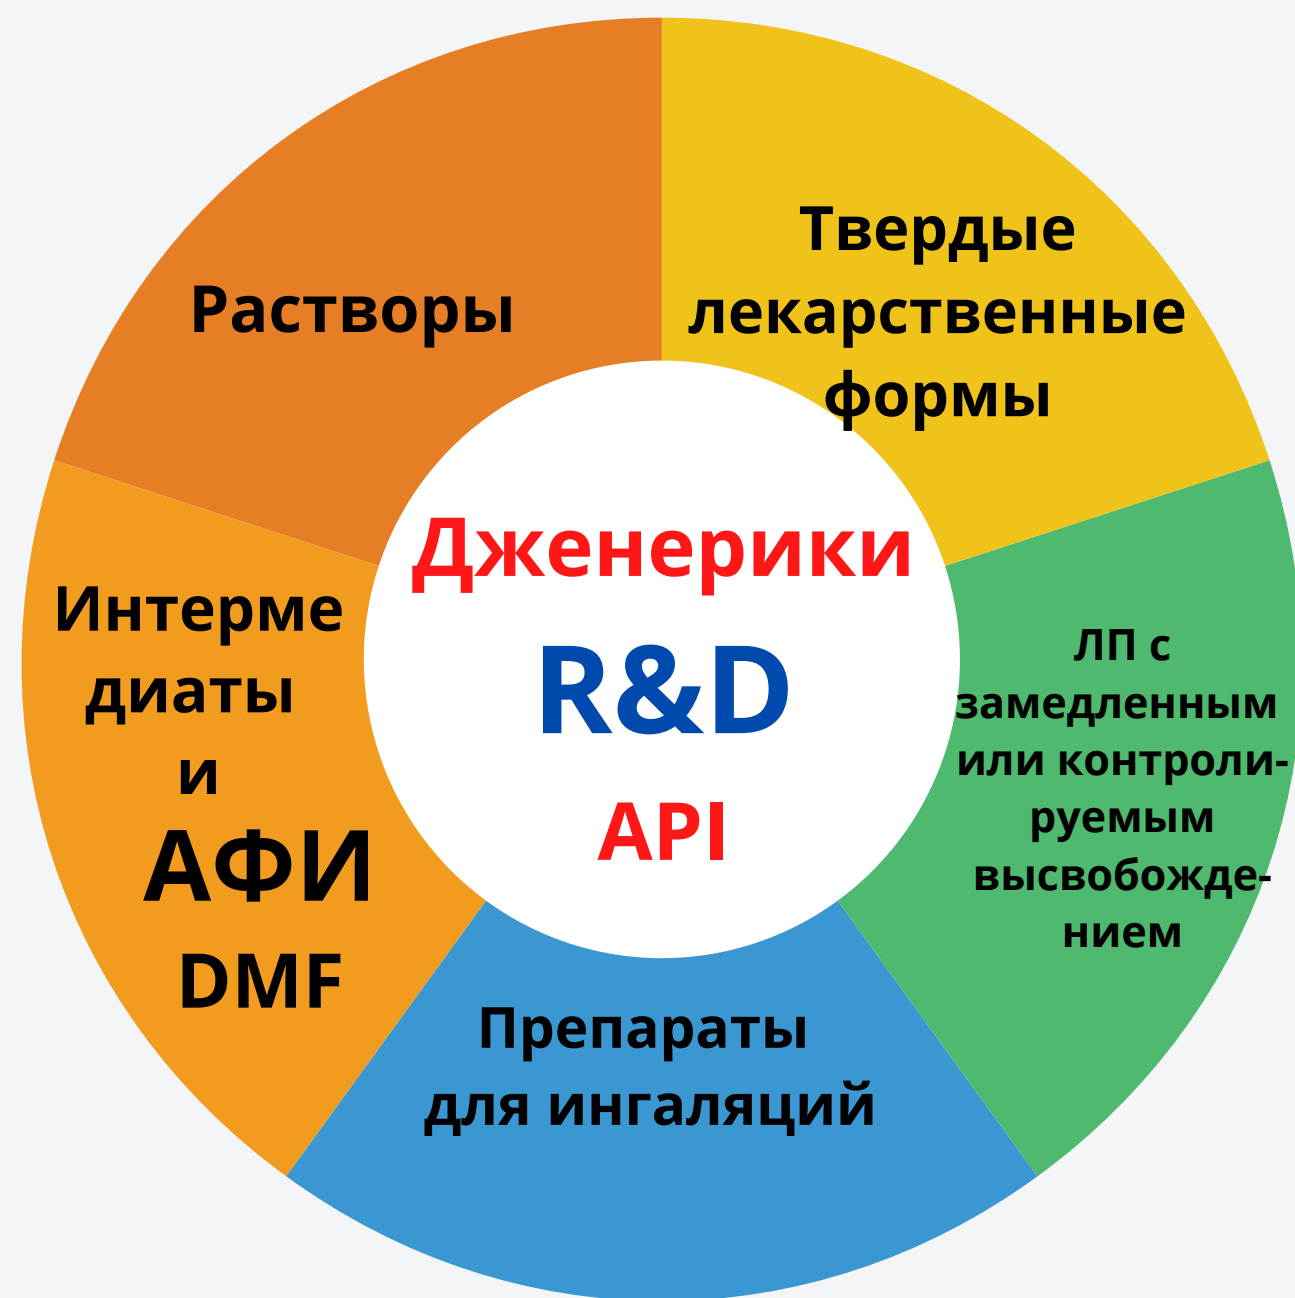 Растворы
Твердые
лекарственные
формы
Дженерики
R&D
API
Интерме
диаты
и
АФИ
DMF
ЛП с
замедленным
или контроли-
руемым
высвобожде-
нием
Препараты
для ингаляций